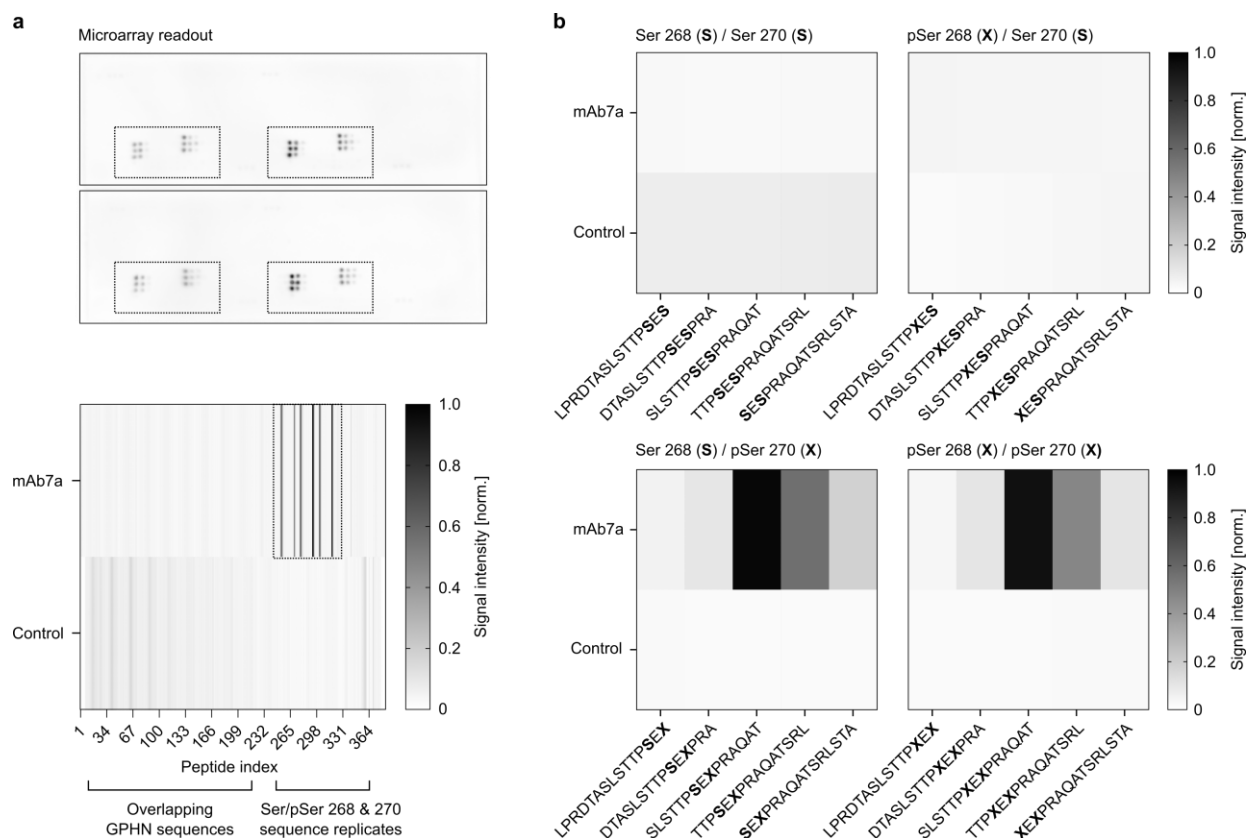 a
Microarray readout
mAb7a
Control
1.0
0.8
0.6
0.4
0.2
0
Signal intensity [norm.]
1
34
67
100
133
166
199
232
265
298
331
364
Peptide index
Overlapping
GPHN sequences
Ser/pSer 268 & 270
sequence replicates
b
Ser 268 (S) / Ser 270 (S)
pSer 268 (X) / Ser 270 (S)
mAb7a
Control
1.0
0.8
0.6
0.4
0.2
0
Signal intensity [norm.]
LPRDTASLSTTPSES
DTASLSTTPSESPRA
SLSTTPSESPRAQAT
TTPSESPRAQATSRL
SESPRAQATSRLSTA
LPRDTASLSTTPXES
DTASLSTTPXESPRA
SLSTTPXESPRAQAT
TTPXESPRAQATSRL
XESPRAQATSRLSTA
Ser 268 (S) / pSer 270 (X)
pSer 268 (X) / pSer 270 (X)
mAb7a
Control
1.0
0.8
0.6
0.4
0.2
0
Signal intensity [norm.]
LPRDTASLSTTPSEX
DTASLSTTPSEXPRA
SLSTTPSEXPRAQAT
TTPSEXPRAQATSRL
SEXPRAQATSRLSTA
LPRDTASLSTTPXEX
DTASLSTTPXEXPRA
SLSTTPXEXPRAQAT
TTPXEXPRAQATSRL
XEXPRAQATSRLSTA